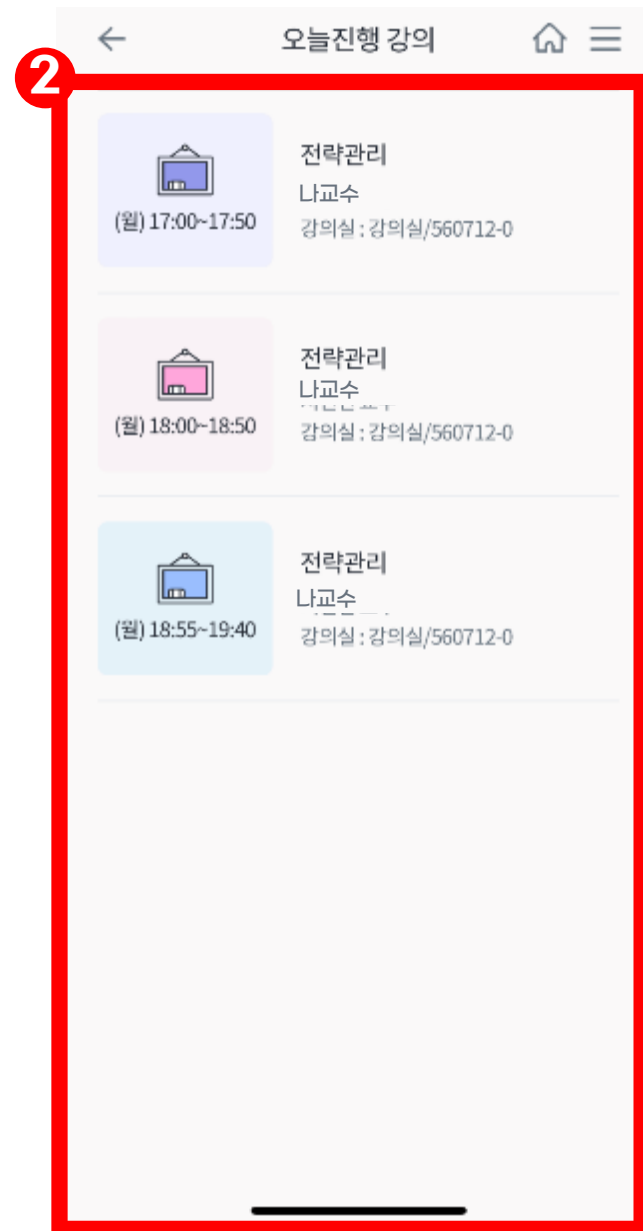 오늘진행 강의
2
전략관리
나교수
(월) 17:00~17:50
강의실 : 강의실/560712-0
전략관리
나교수
(월) 18:00~18:50
강의실 : 강의실/560712-0
전략관리
나교수
(월) 18:55~19:40
강의실 : 강의실/560712-0